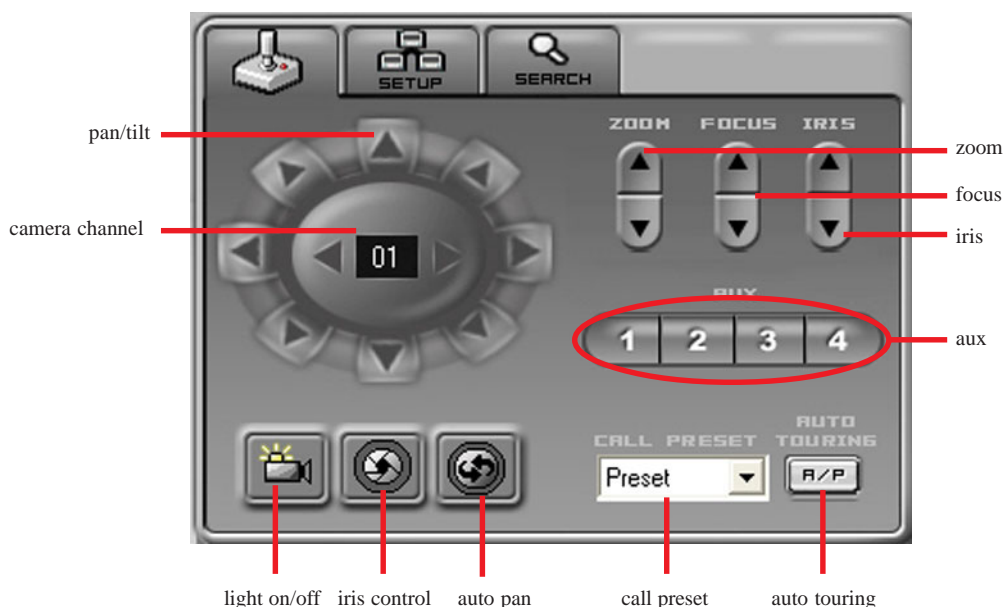 SETUP
SEARCH
pan/tilt
ZOOM FOCUS IRIS
zoom
focus
camera channel
iris
01
AUX
1 2 3 4
aux
AUTO
CALL PRESET TOURING
Preset
A/P
light on/off iris control auto pan call preset auto touring